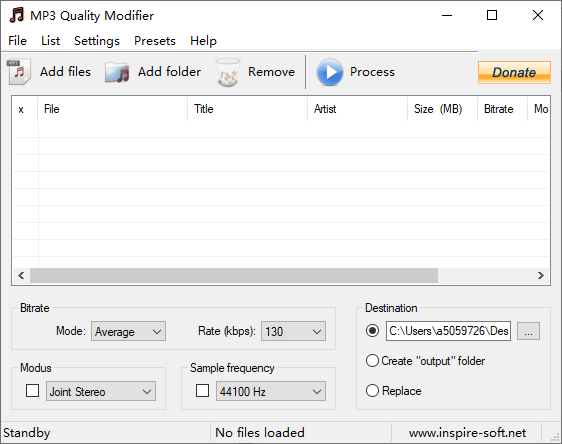 MP3 Quality Modifier
File List Settings Presets Help
Add files Add folder Remove Process Donate
x File Title Artist Size (MB) Bitrate Mo
Bitrate
Mode: Average Rate (kbps): 130
Destination
C:\Users\a5059726\Des ...
Create "output" folder
Replace
Modus
Joint Stereo
Sample frequency
44100 Hz
Standby No files loaded www.inspire-soft.net